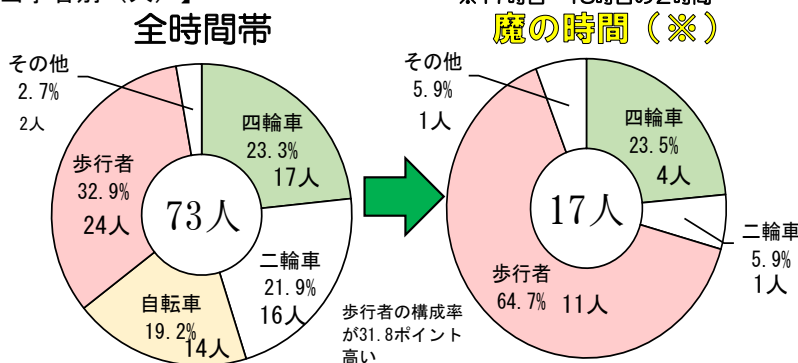 全時間帯
魔の時間（※）
その他
2.7%
2人
四輪車
23.3%
17人
歩行者
32.9%
24人
73人
二輪車
21.9%
16人
自転車
19.2%
14人
その他
5.9%
1人
四輪車
23.5%
4人
17人
二輪車
5.9%
1人
歩行者
64.7% 11人
歩行者の構成率
が31.8ポイント
高い